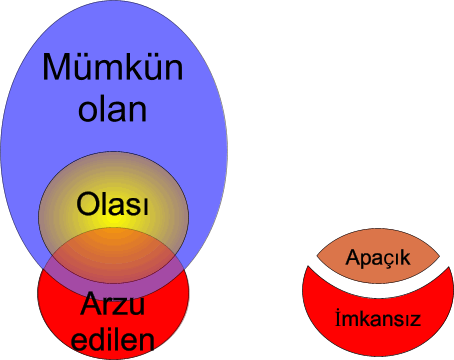 Mümkün
olan
Olası
Arzu
edilen
Apaçık
İmkansız